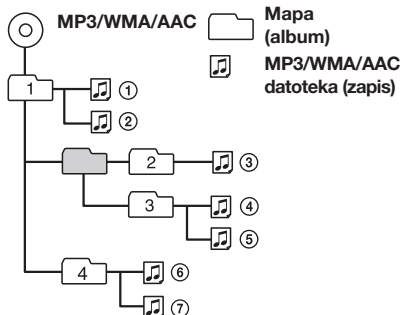 MP3/WMA/AAC
Mapa
(album)
MP3/WMA/AAC
datoteka (zapis)
1
①
②
2
③
3
④
⑤
4
⑥
⑦